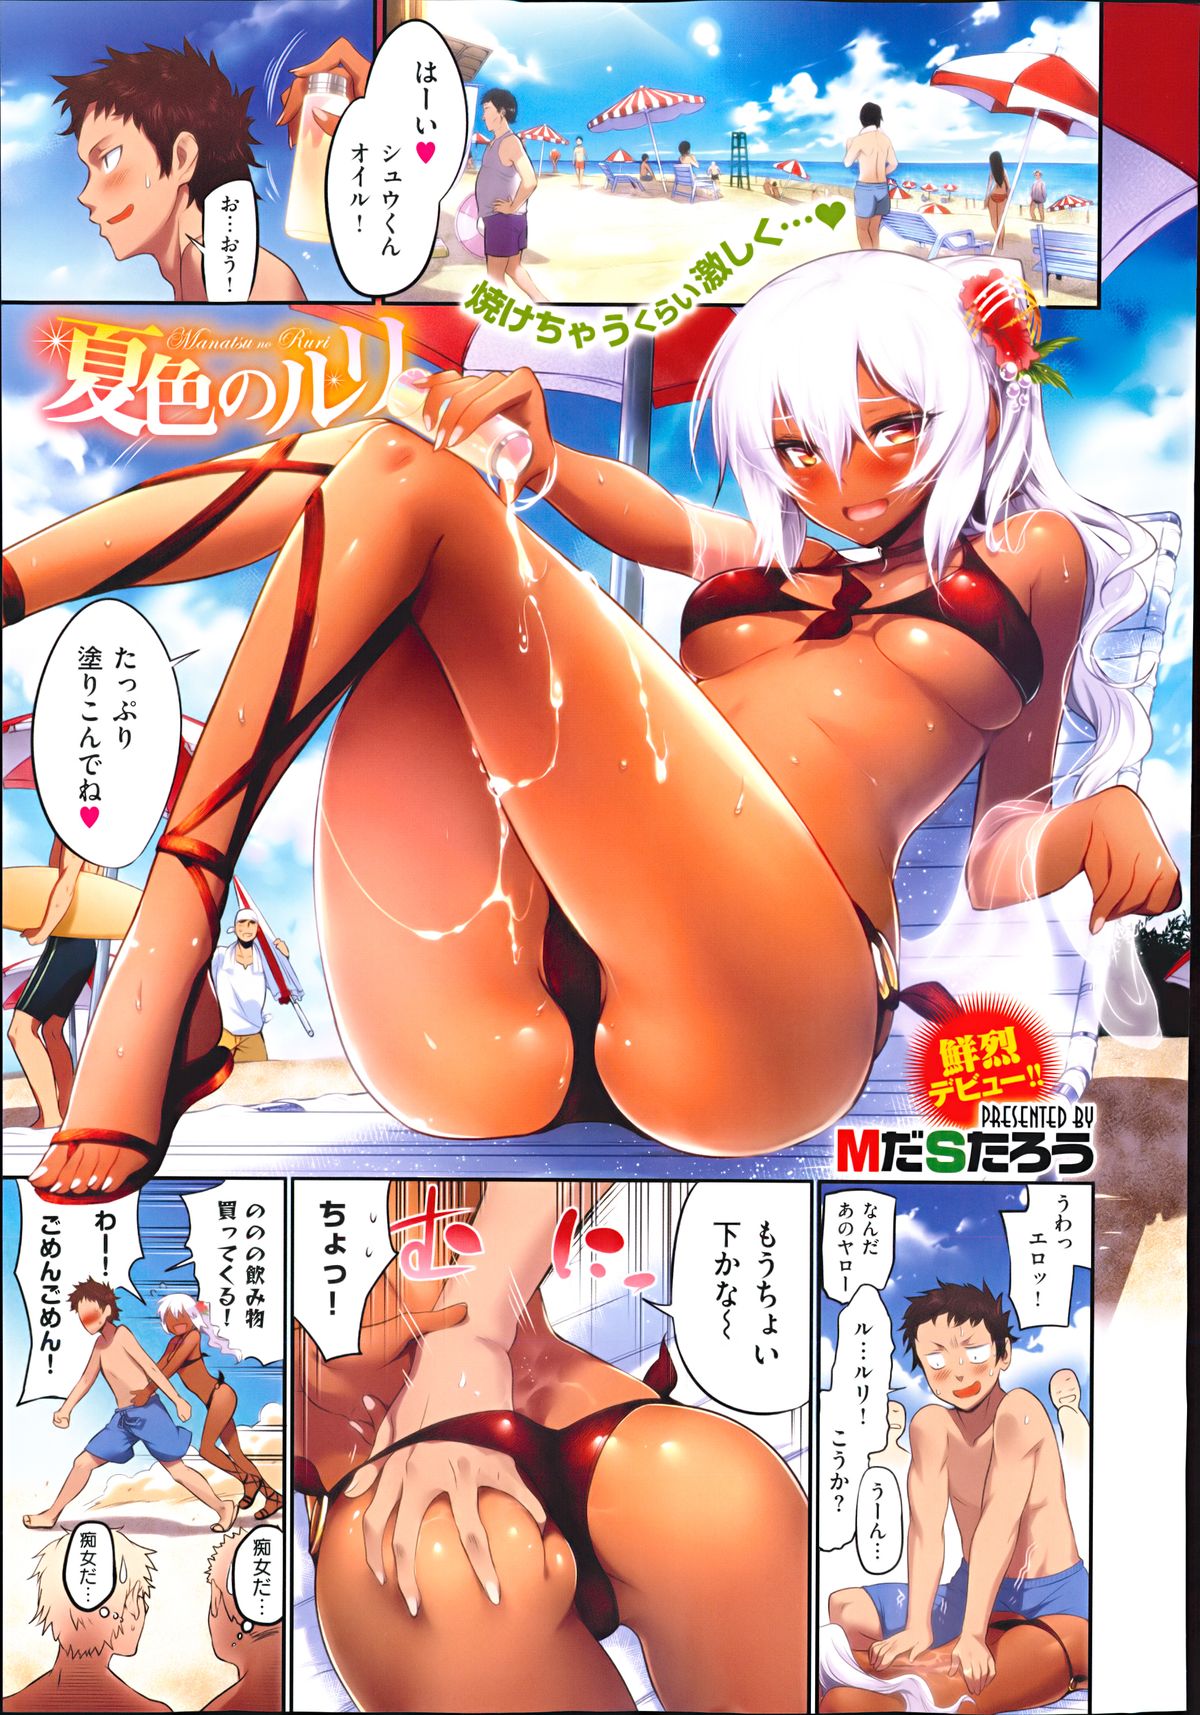 はーい♥
シュウくん
オイル！
お…おう！
焼けちゃうくらい激しく…♥
Manatsu no Ruri
夏色のルリ
たっぷり
塗りこんでね♥
鮮烈
デビュー!!
PRESENTED BY
MだSたろう
うわっ
エロッ！
なんだ
あのヤロー
ル…ルリ！
こうか？
うーん…
もうちょい
下かな〜
むにっ
ちょっ！
ののの飲み物
買ってくる！
わー！
ごめんごめん！
痴女だ…
痴女だ…